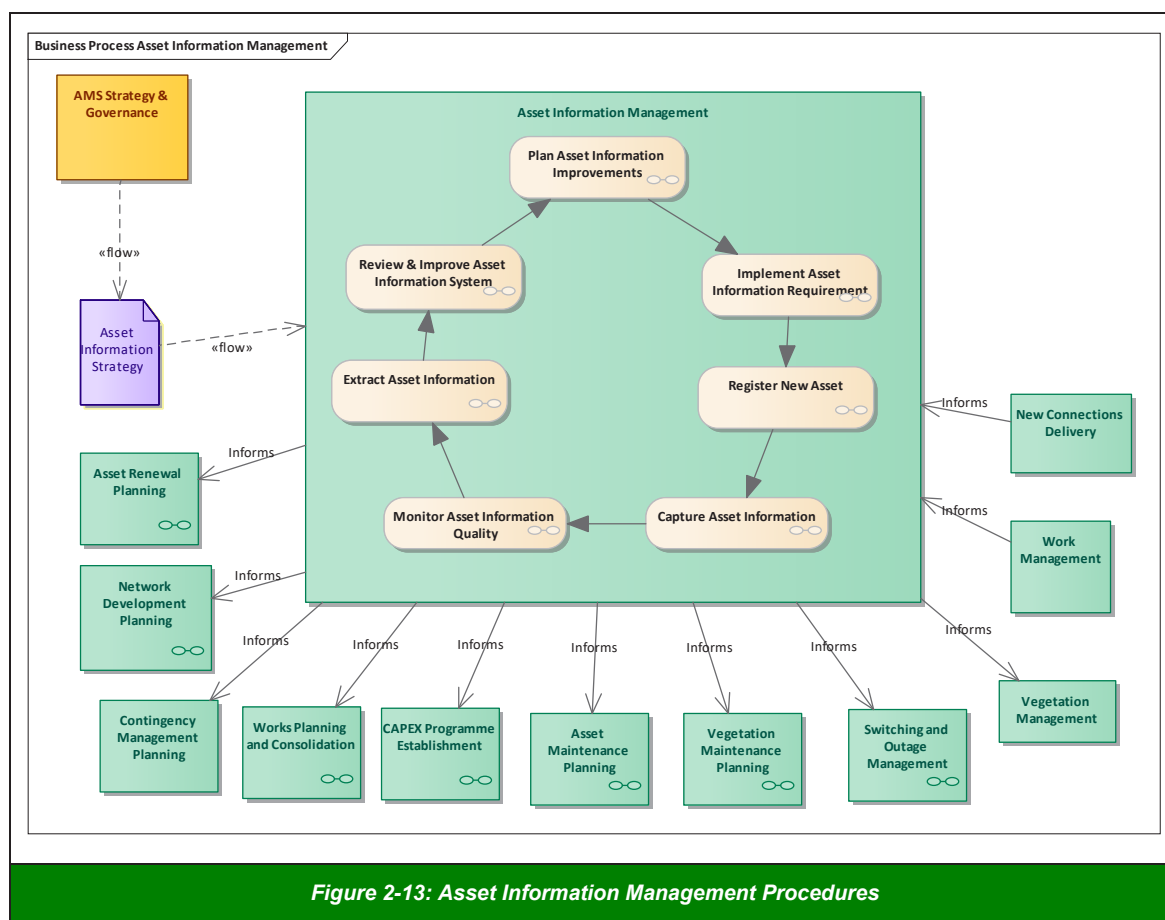 Business Process Asset Information Management
AMS Strategy &
Governance
«flow»
Asset
Information
Strategy
«flow»
Asset Information Management
Plan Asset Information
Improvements
Review & Improve Asset
Information System
Implement Asset
Information Requirement
Extract Asset Information
Register New Asset
Monitor Asset Information
Quality
Capture Asset Information
Informs
New Connections
Delivery
Informs
Work
Management
Informs
Asset Renewal
Planning
Informs
Network
Development
Planning
Informs
Contingency
Management
Planning
Informs
Works Planning
and Consolidation
Informs
CAPEX Programme
Establishment
Informs
Asset
Maintenance
Planning
Informs
Vegetation
Maintenance
Planning
Informs
Switching and
Outage
Management
Informs
Vegetation
Management
Figure 2-13: Asset Information Management Procedures